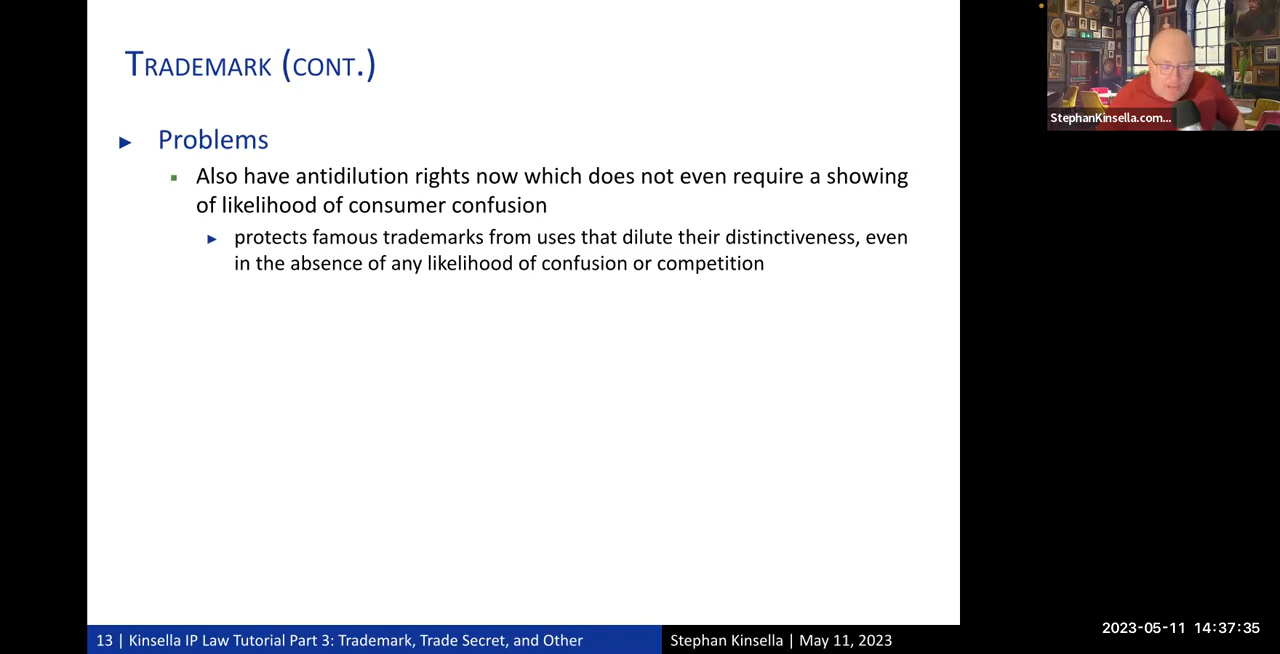 TRADEMARK (CONT.)
► Problems
▪ Also have antidilution rights now which does not even require a showing
of likelihood of consumer confusion
► protects famous trademarks from uses that dilute their distinctiveness, even
in the absence of any likelihood of confusion or competition
13 | Kinsella IP Law Tutorial Part 3: Trademark, Trade Secret, and Other
Stephan Kinsella | May 11, 2023
StephanKinsella.com...
2023-05-11 14:37:35